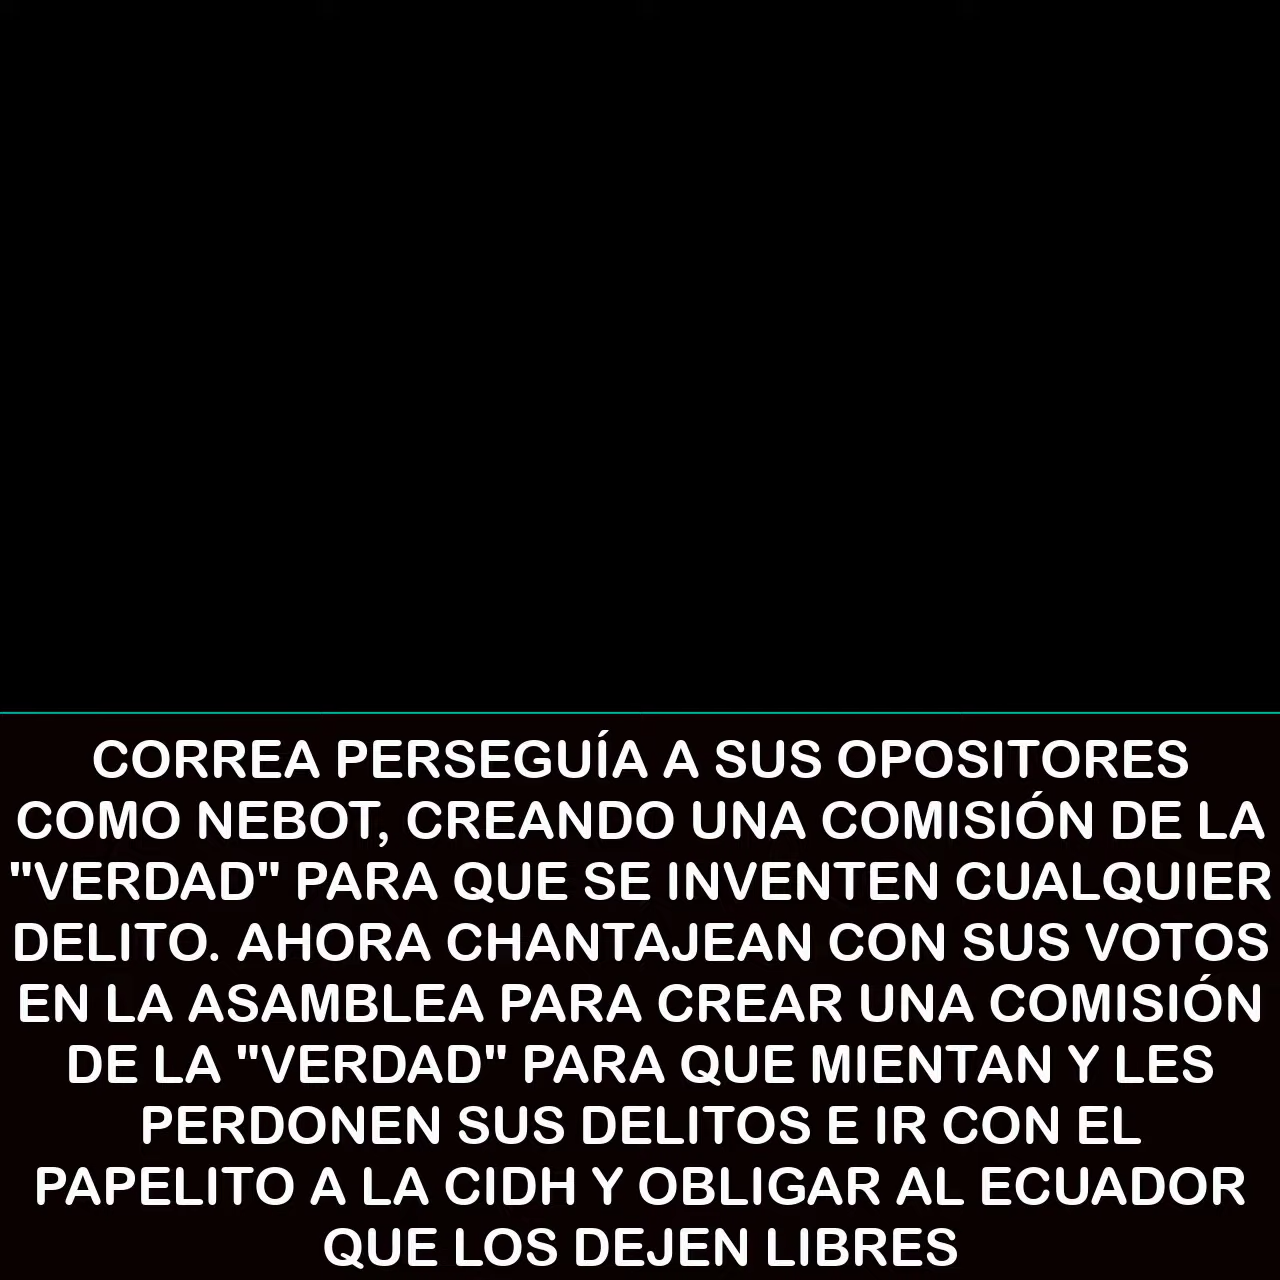 CORREA PERSEGUÍA A SUS OPOSITORES
COMO NEBOT, CREANDO UNA COMISIÓN DE LA
"VERDAD" PARA QUE SE INVENTEN CUALQUIER
DELITO. AHORA CHANTAJEAN CON SUS VOTOS
EN LA ASAMBLEA PARA CREAR UNA COMISIÓN
DE LA "VERDAD" PARA QUE MIENTAN Y LES
PERDONEN SUS DELITOS E IR CON EL
PAPELITO A LA CIDH Y OBLIGAR AL ECUADOR
QUE LOS DEJEN LIBRES